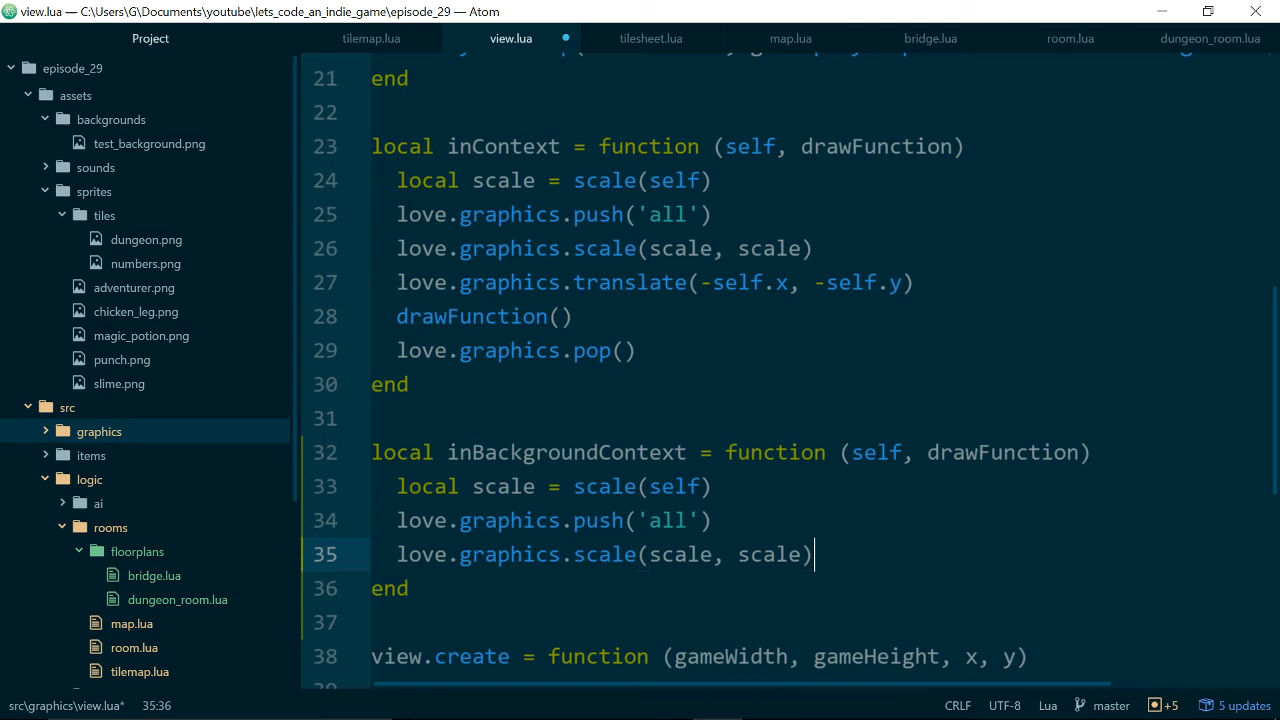 view.lua — C:\Users\G\Documents\youtube\lets_code_an_indie_game\episode_29 — Atom
Project
tilemap.lua
view.lua
tilesheet.lua
map.lua
bridge.lua
room.lua
dungeon_room.lua
episode_29
assets
backgrounds
test_background.png
sounds
sprites
tiles
dungeon.png
numbers.png
adventurer.png
chicken_leg.png
magic_potion.png
punch.png
slime.png
src
graphics
items
logic
ai
rooms
floorplans
bridge.lua
dungeon_room.lua
map.lua
room.lua
tilemap.lua
21 end
22
23 local inContext = function (self, drawFunction)
24 local scale = scale(self)
25 love.graphics.push('all')
26 love.graphics.scale(scale, scale)
27 love.graphics.translate(-self.x, -self.y)
28 drawFunction()
29 love.graphics.pop()
30 end
31
32 local inBackgroundContext = function (self, drawFunction)
33 local scale = scale(self)
34 love.graphics.push('all')
35 love.graphics.scale(scale, scale)
36 end
37
38 view.create = function (gameWidth, gameHeight, x, y)
src\graphics\view.lua* 35:36
CRLF UTF-8 Lua master +5 5 updates